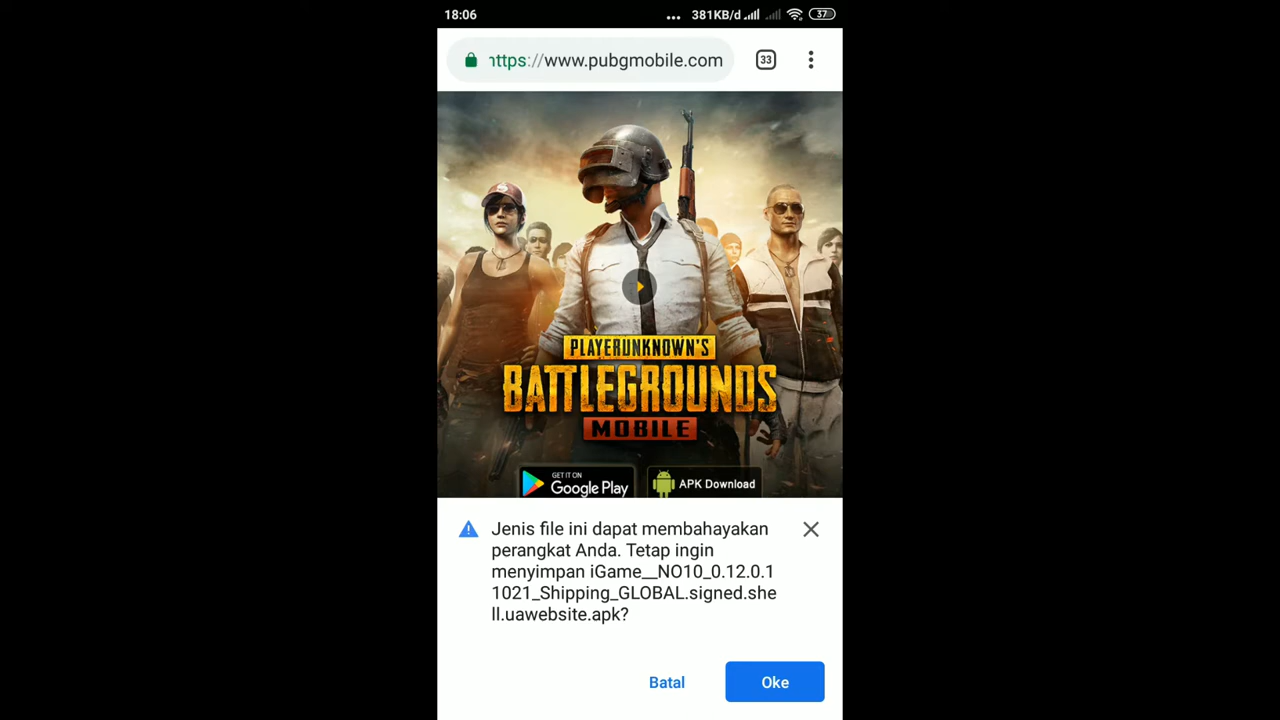 18:06
... 381KB/d
37
https://www.pubgmobile.com
33
PLAYERUNKNOWN'S
BATTLEGROUNDS
MOBILE
GET IT ON
Google Play
APK Download
Jenis file ini dapat membahayakan
perangkat Anda. Tetap ingin
menyimpan iGame__NO10_0.12.0.1
1021_Shipping_GLOBAL.signed.she
ll.uawebsite.apk?
Batal
Oke